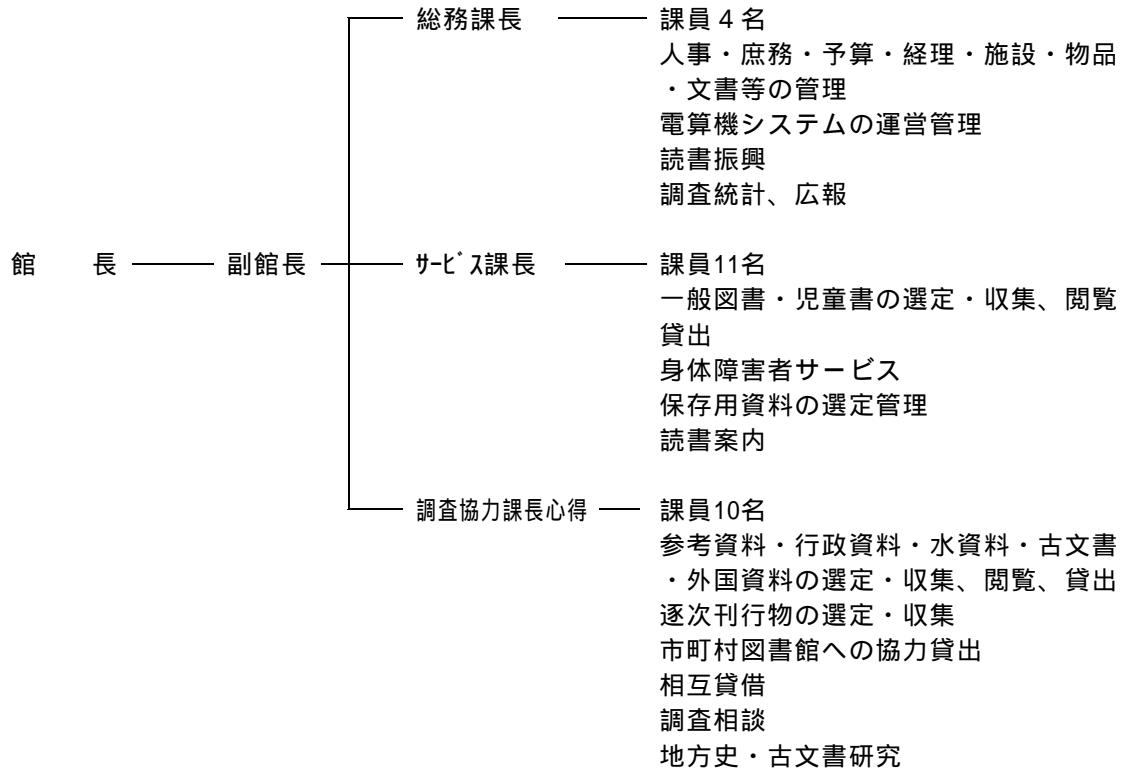 総務課長 課員４名
人事・庶務・予算・経理・施設・物品
・文書等の管理
電算機システムの運営管理
読書振興
調査統計、広報
館　　長 副館長 ｻｰﾋﾞｽ課長 課員11名
一般図書・児童書の選定・収集、閲覧
貸出
身体障害者サービス
保存用資料の選定管理
読書案内
調査協力課長心得 課員10名
参考資料・行政資料・水資料・古文書
・外国資料の選定・収集、閲覧、貸出
逐次刊行物の選定・収集
市町村図書館への協力貸出
相互貸借
調査相談
地方史・古文書研究